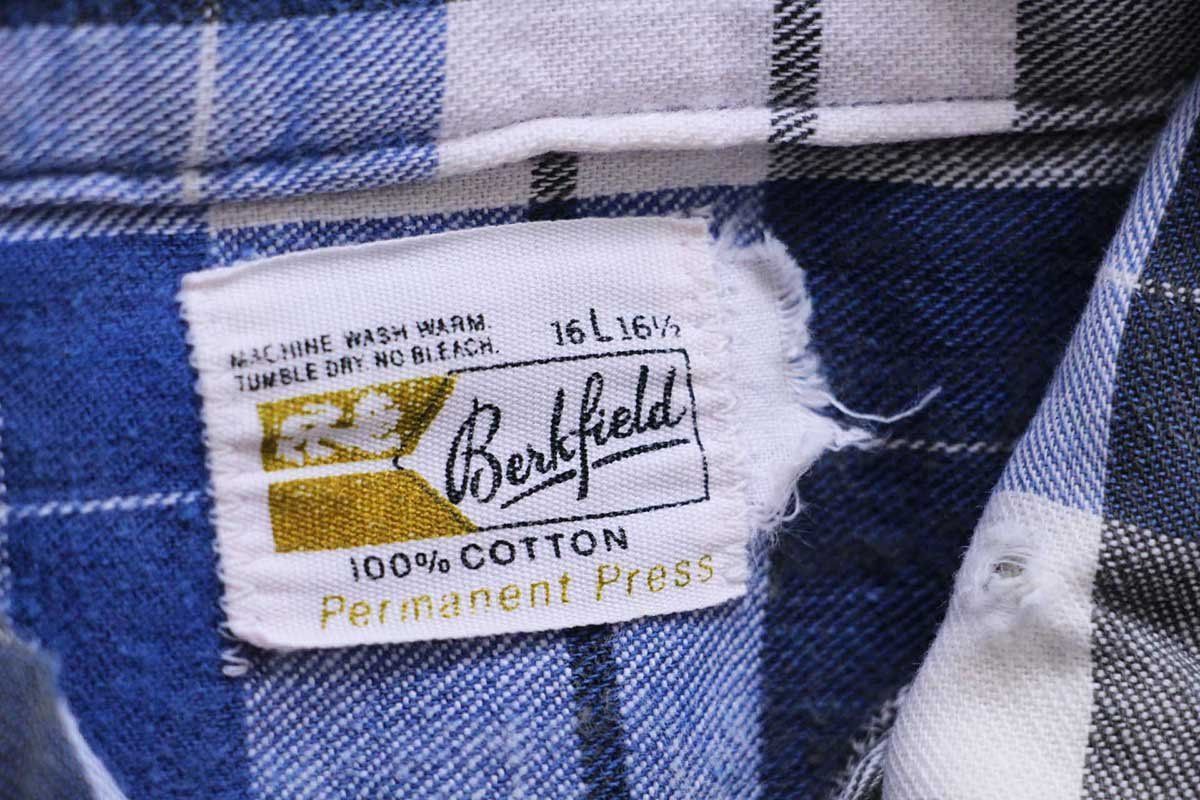 MACHINE WASH WARM.
TUMBLE DRY. NO BLEACH.
16 L 16½
Berkfield
100% COTTON
Permanent Press